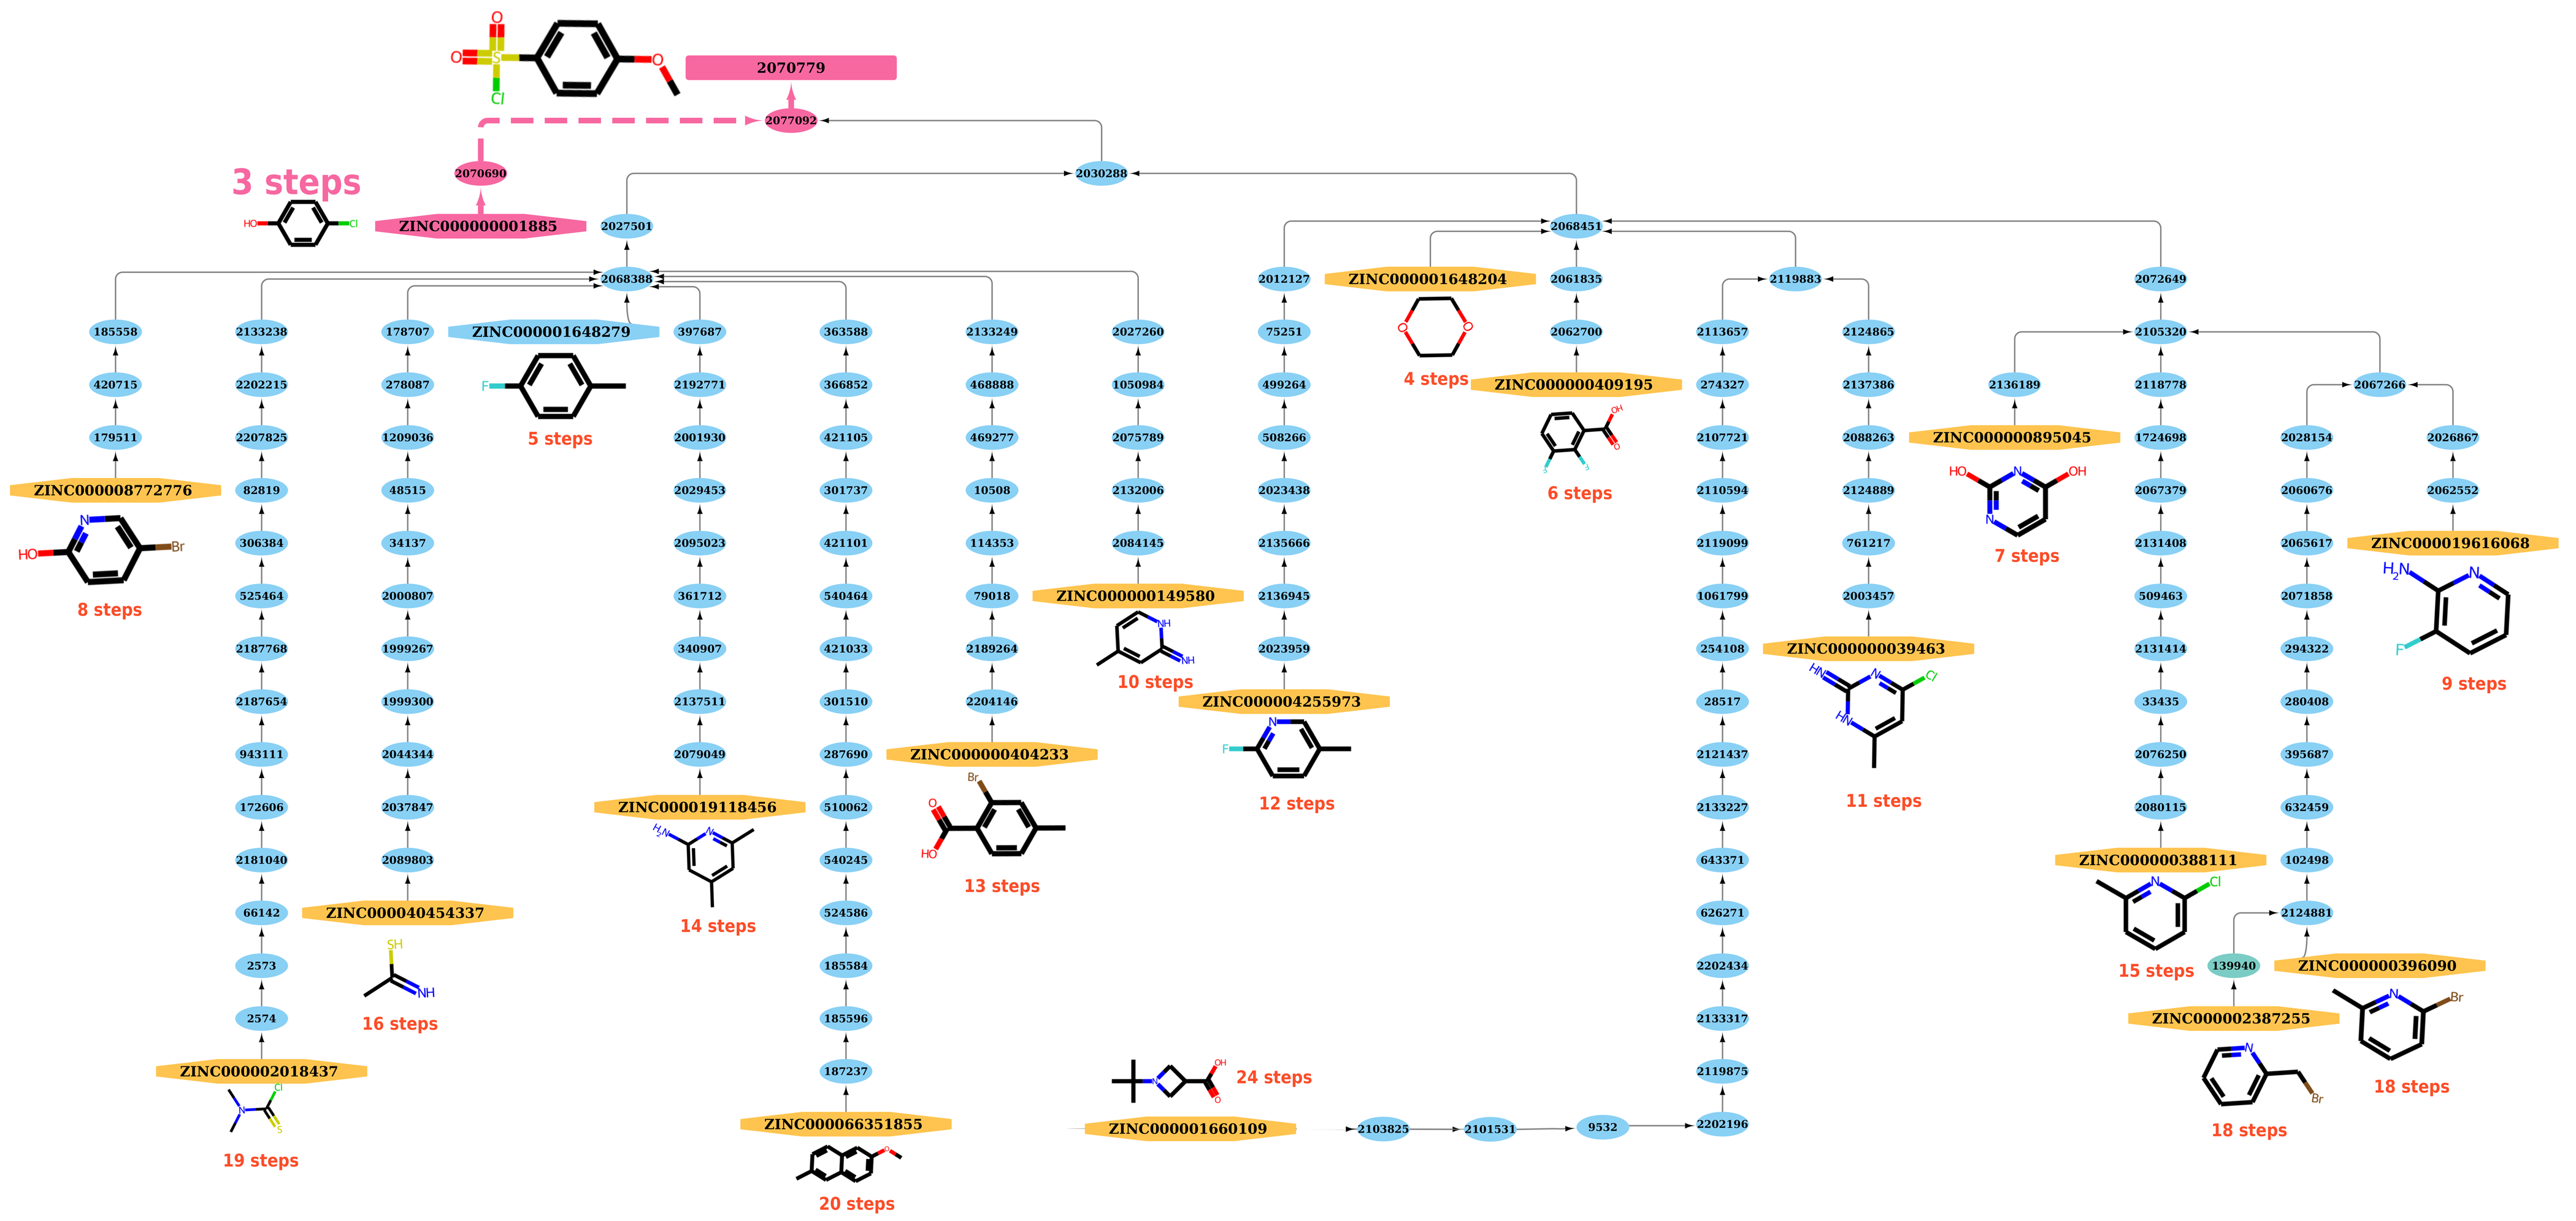 O
O S O
Cl
2070779
2077092
3 steps
2070690
2030288
HO Cl
ZINC000000001885
2027501
2068451
2068388
2012127
ZINC000001648204
2061835
2119883
2072649
185558
2133238
178707
ZINC000001648279
397687
363588
2133249
2027260
75251
O O
2062700
2113657
2124865
2105320
420715
2202215
278087
F
2192771
366852
468888
1050984
499264
4 steps
ZINC000000409195
274327
2137386
2136189
2118778
2067266
179511
2207825
1209036
5 steps
2001930
421105
469277
2075789
508266
OH
O
F F
2107721
2088263
ZINC000000895045
1724698
2028154
2026867
ZINC000008772776
82819
48515
2029453
301737
10508
2132006
2023438
6 steps
2110594
2124889
HO N OH
N
2067379
2060676
2062552
N
HO Br
306384
34137
2095023
421101
114353
2084145
2135666
2119099
761217
7 steps
2131408
2065617
ZINC000019616068
8 steps
525464
2000807
361712
540464
79018
ZINC000000149580
2136945
1061799
2003457
509463
2071858
H2N N
F
2187768
1999267
340907
421033
2189264
NH
NH
2023959
254108
ZINC000000039463
2131414
294322
9 steps
10 steps
2187654
1999300
2137511
301510
2204146
ZINC000004255973
28517
HN N Cl
HN
33435
280408
943111
2044344
2079049
287690
ZINC000000404233
N
F
2121437
2076250
395687
172606
2037847
ZINC000019118456
510062
Br
O
HO
12 steps
2133227
11 steps
2080115
632459
2181040
2089803
H2N N
540245
13 steps
643371
ZINC000000388111
102498
66142
ZINC000040454337
14 steps
524586
626271
N Cl
2124881
2573
SH
NH
185584
2202434
15 steps
139940
ZINC000000396090
2574
16 steps
185596
2133317
ZINC000002387255
N Br
ZINC000002018437
187237
OH
N
O
24 steps
2119875
N
Br
18 steps
Cl
N
S
ZINC000066351855
ZINC000001660109
2103825
2101531
9532
2202196
18 steps
19 steps
O
20 steps